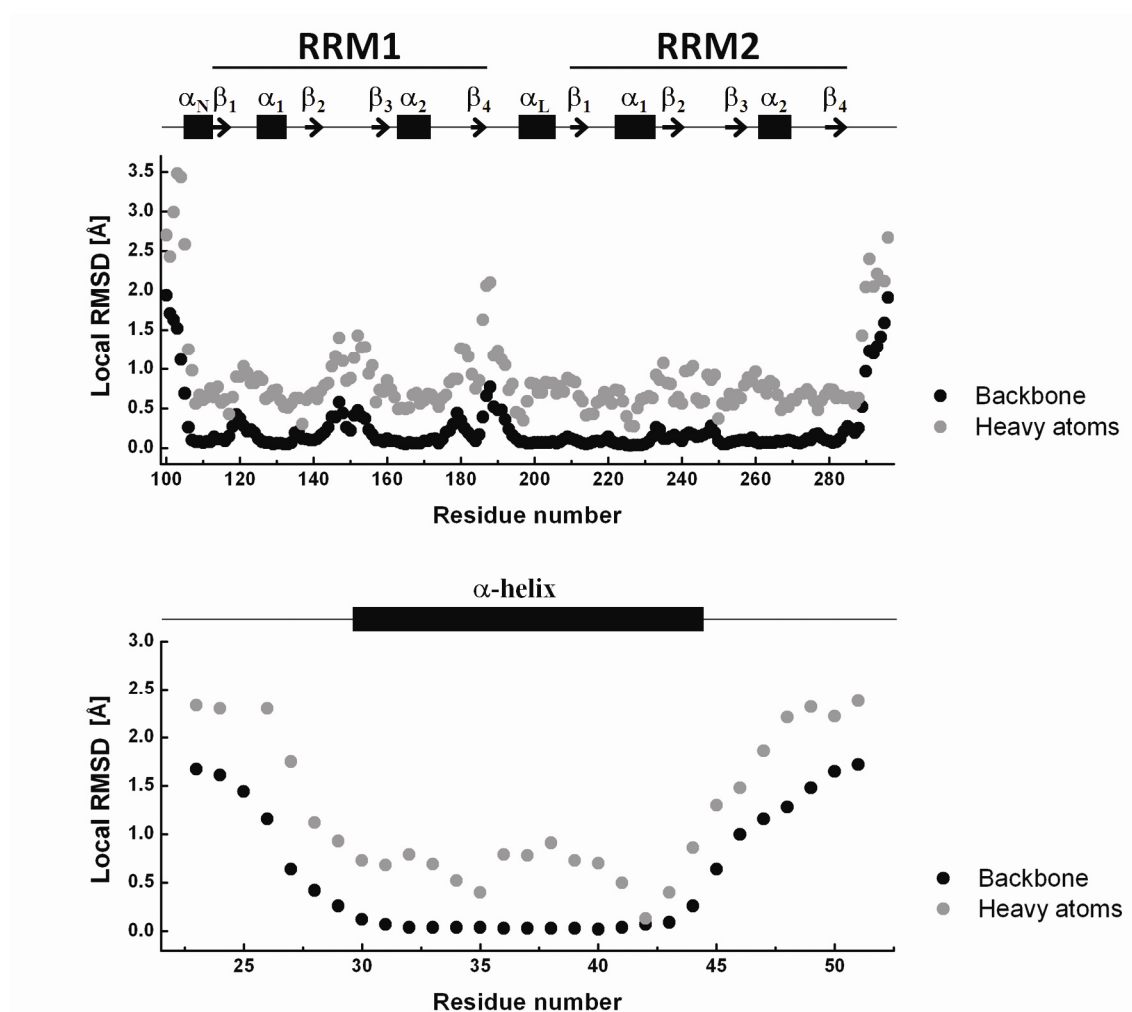 RRM1 RRM2
αN β1 α1 β2 β3 α2 β4 αL β1 α1 β2 β3 α2 β4
3.5
3.0
2.5
2.0
1.5
1.0
0.5
0.0
Local RMSD [Å]
100 120 140 160 180 200 220 240 260 280
Residue number
Backbone
Heavy atoms
α-helix
3.0
2.5
2.0
1.5
1.0
0.5
0.0
Local RMSD [Å]
25 30 35 40 45 50
Residue number
Backbone
Heavy atoms